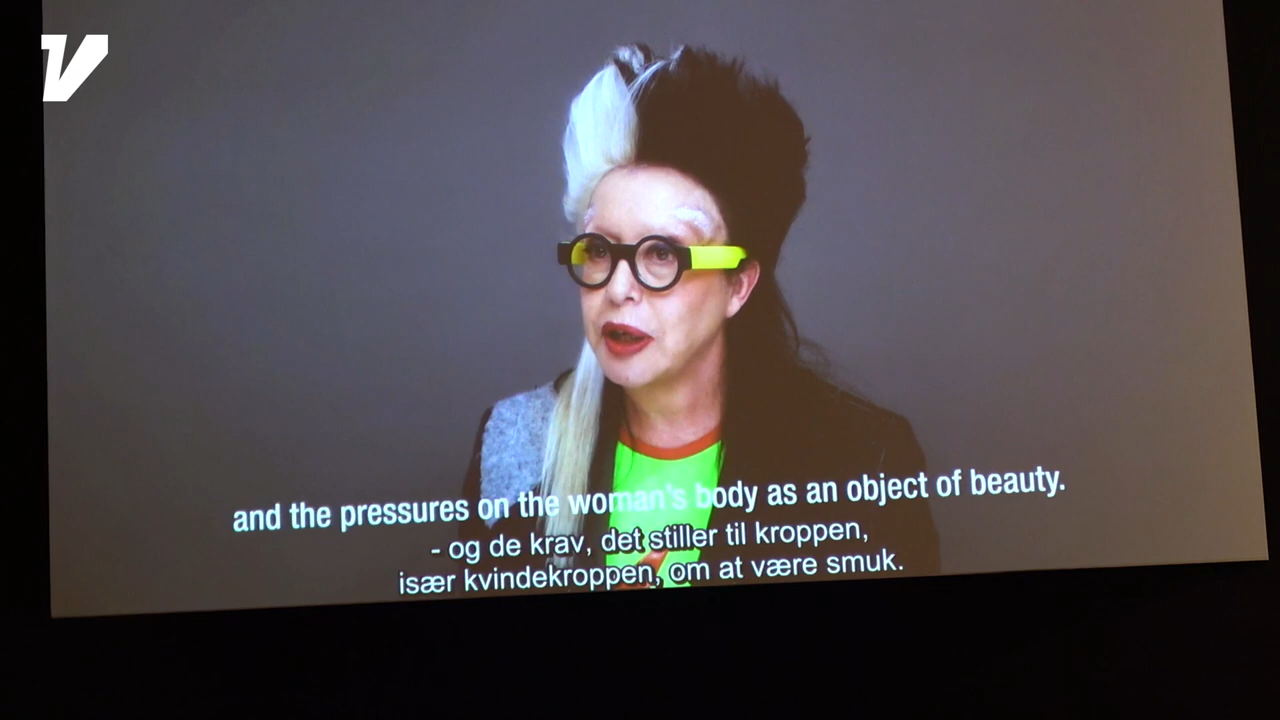 V
and the pressures on the woman's body as an object of beauty.
- og de krav, det stiller til kroppen,
især kvindekroppen, om at være smuk.